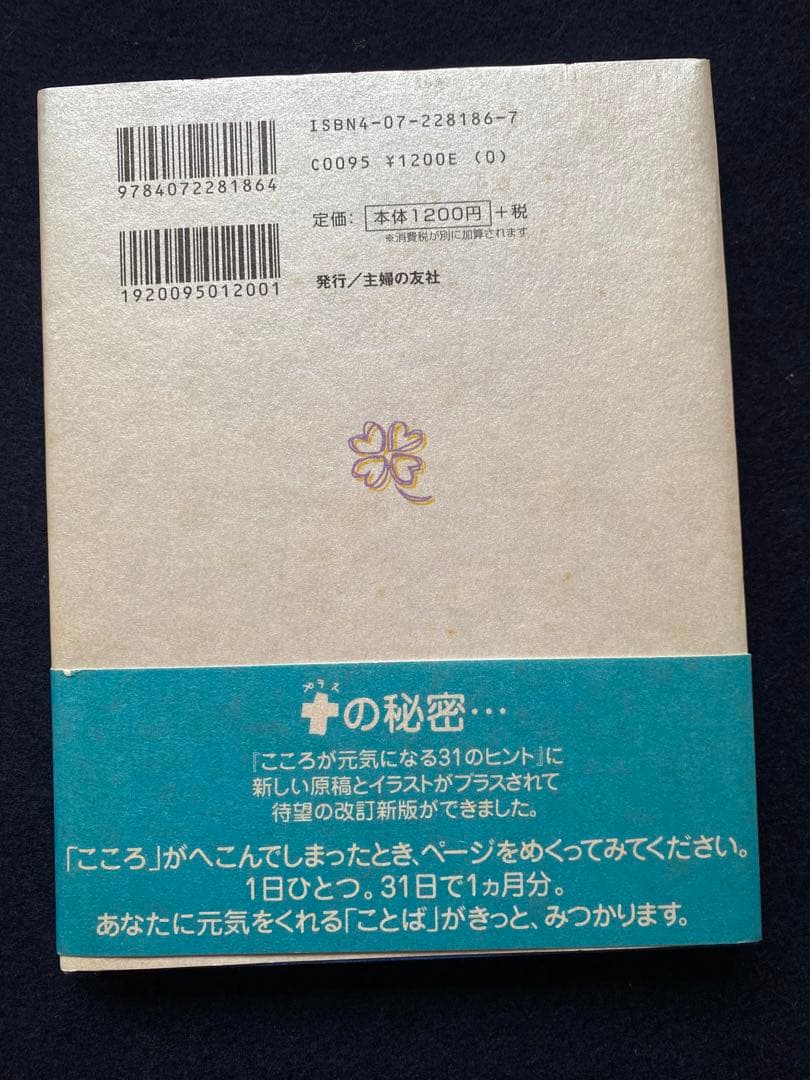 ISBN4-07-228186-7
C0095 ¥1200E (0)
9784072281864
定価: 本体1200円+税
※消費税が別に加算されます
1920095012001
発行/主婦の友社
プラス
+の秘密…
『こころが元気になる31のヒント』に
新しい原稿とイラストがプラスされて
待望の改訂新版ができました。
「こころ」がへこんでしまったとき、ページをめくってみてください。
1日ひとつ。31日で1ヵ月分。
あなたに元気をくれる「ことば」がきっと、みつかります。